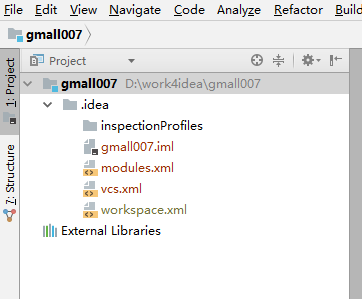 File Edit View Navigate Code Analyze Refactor Build
gmall007
Project
gmall007 D:\work4idea\gmall007
.idea
inspectionProfiles
gmall007.iml
modules.xml
vcs.xml
workspace.xml
External Libraries
1: Project
7: Structure